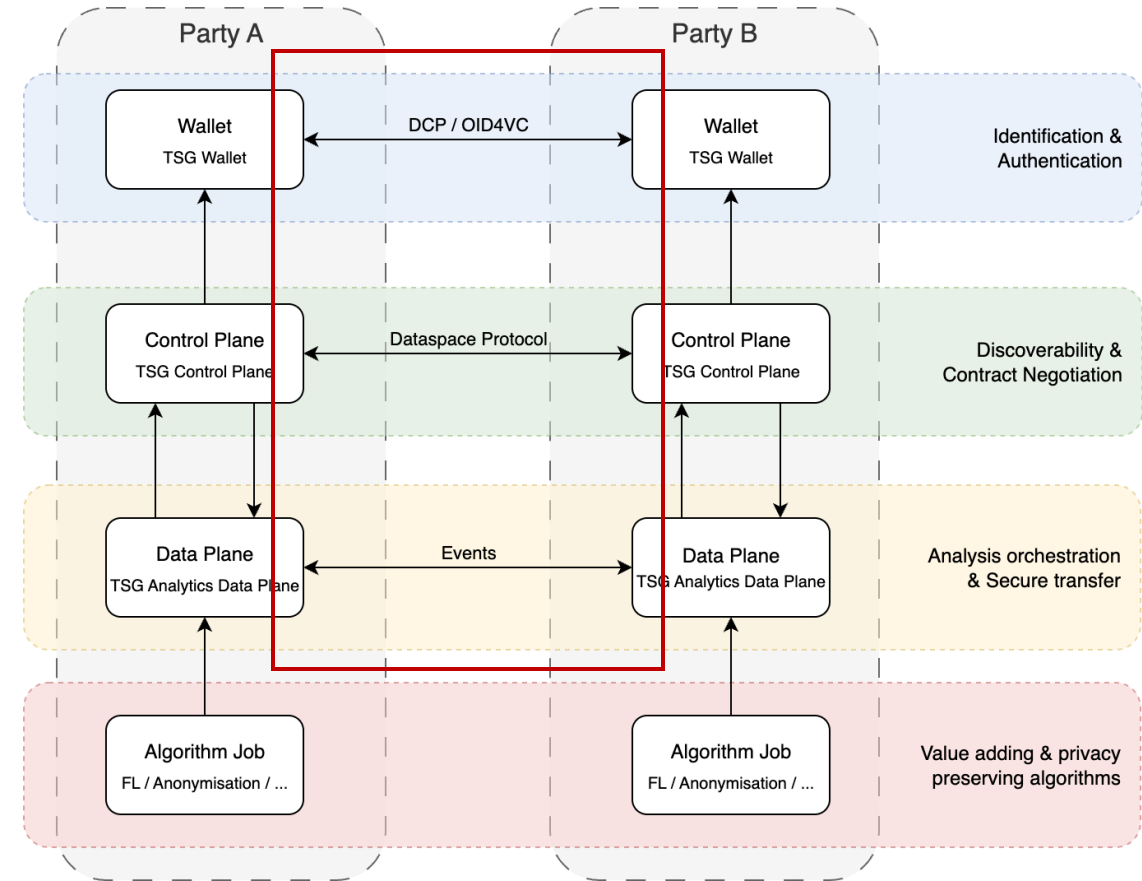 Party A
Party B
Wallet
TSG Wallet
DCP / OID4VC
Wallet
TSG Wallet
Identification &
Authentication
Control Plane
TSG Control Plane
Dataspace Protocol
Control Plane
TSG Control Plane
Discoverability &
Contract Negotiation
Data Plane
TSG Analytics Data Plane
Events
Data Plane
TSG Analytics Data Plane
Analysis orchestration
& Secure transfer
Algorithm Job
FL / Anonymisation / ...
Algorithm Job
FL / Anonymisation / ...
Value adding & privacy
preserving algorithms